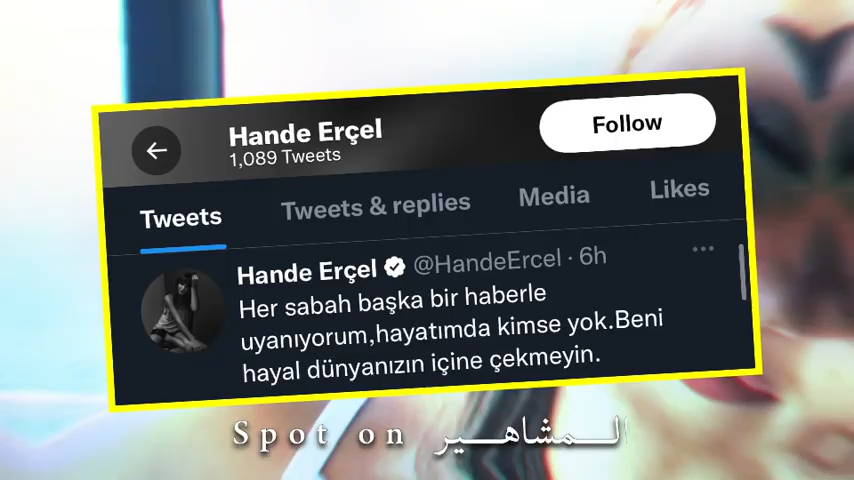 Hande Erçel
1,089 Tweets
Follow
Tweets Tweets & replies Media Likes
Hande Erçel @HandeErcel · 6h
Her sabah başka bir haberle
uyanıyorum,hayatımda kimse yok.Beni
hayal dünyanızın içine çekmeyin.
Spot on المشاهير